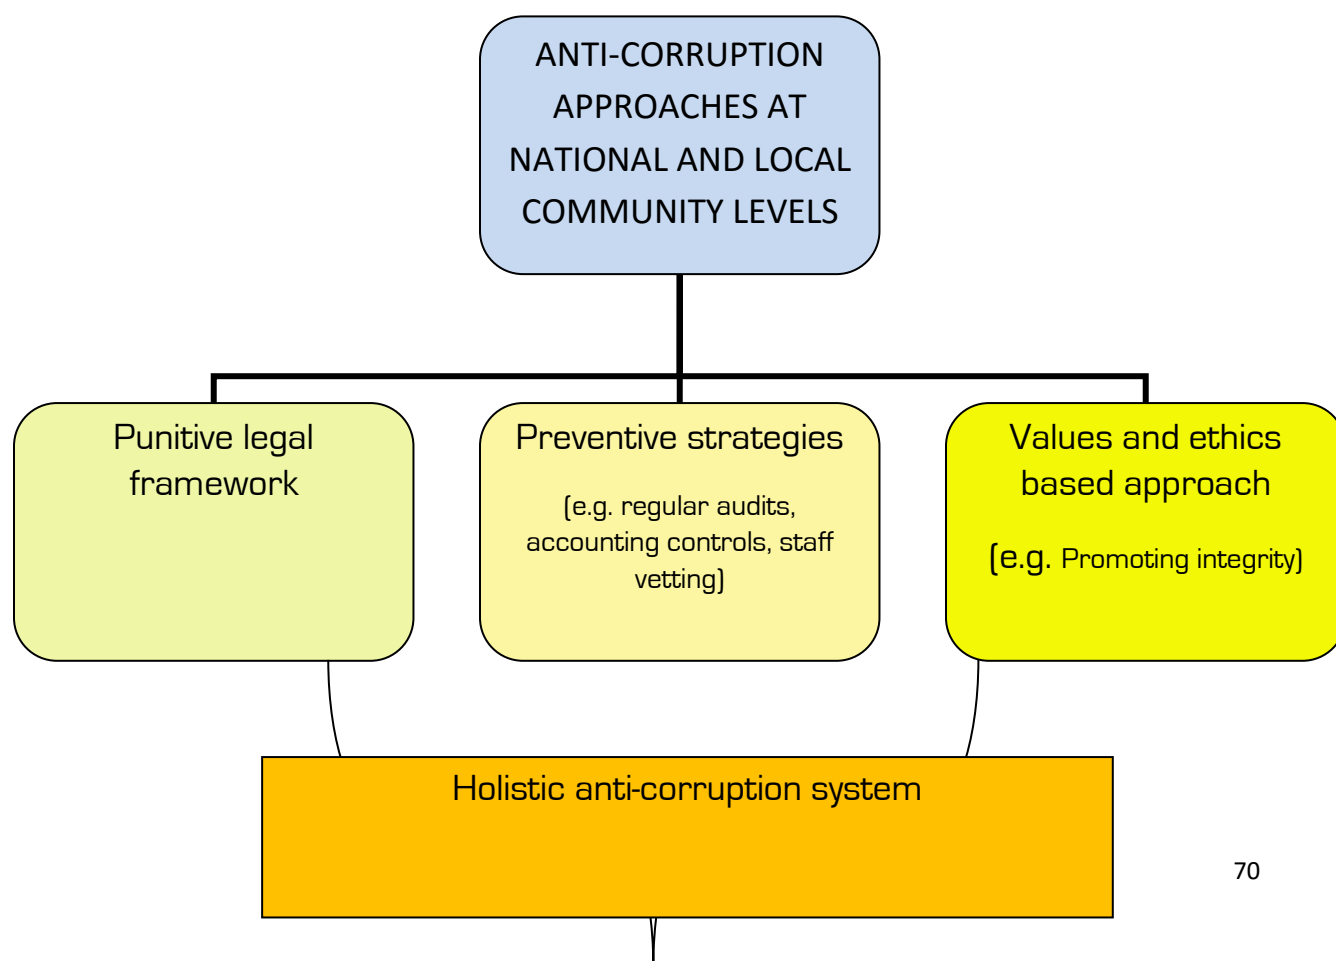 ANTI-CORRUPTION
APPROACHES AT
NATIONAL AND LOCAL
COMMUNITY LEVELS
Punitive legal
framework
Preventive strategies
(e.g. regular audits,
accounting controls, staff
vetting)
Values and ethics
based approach
(e.g. Promoting integrity)
Holistic anti-corruption system
70